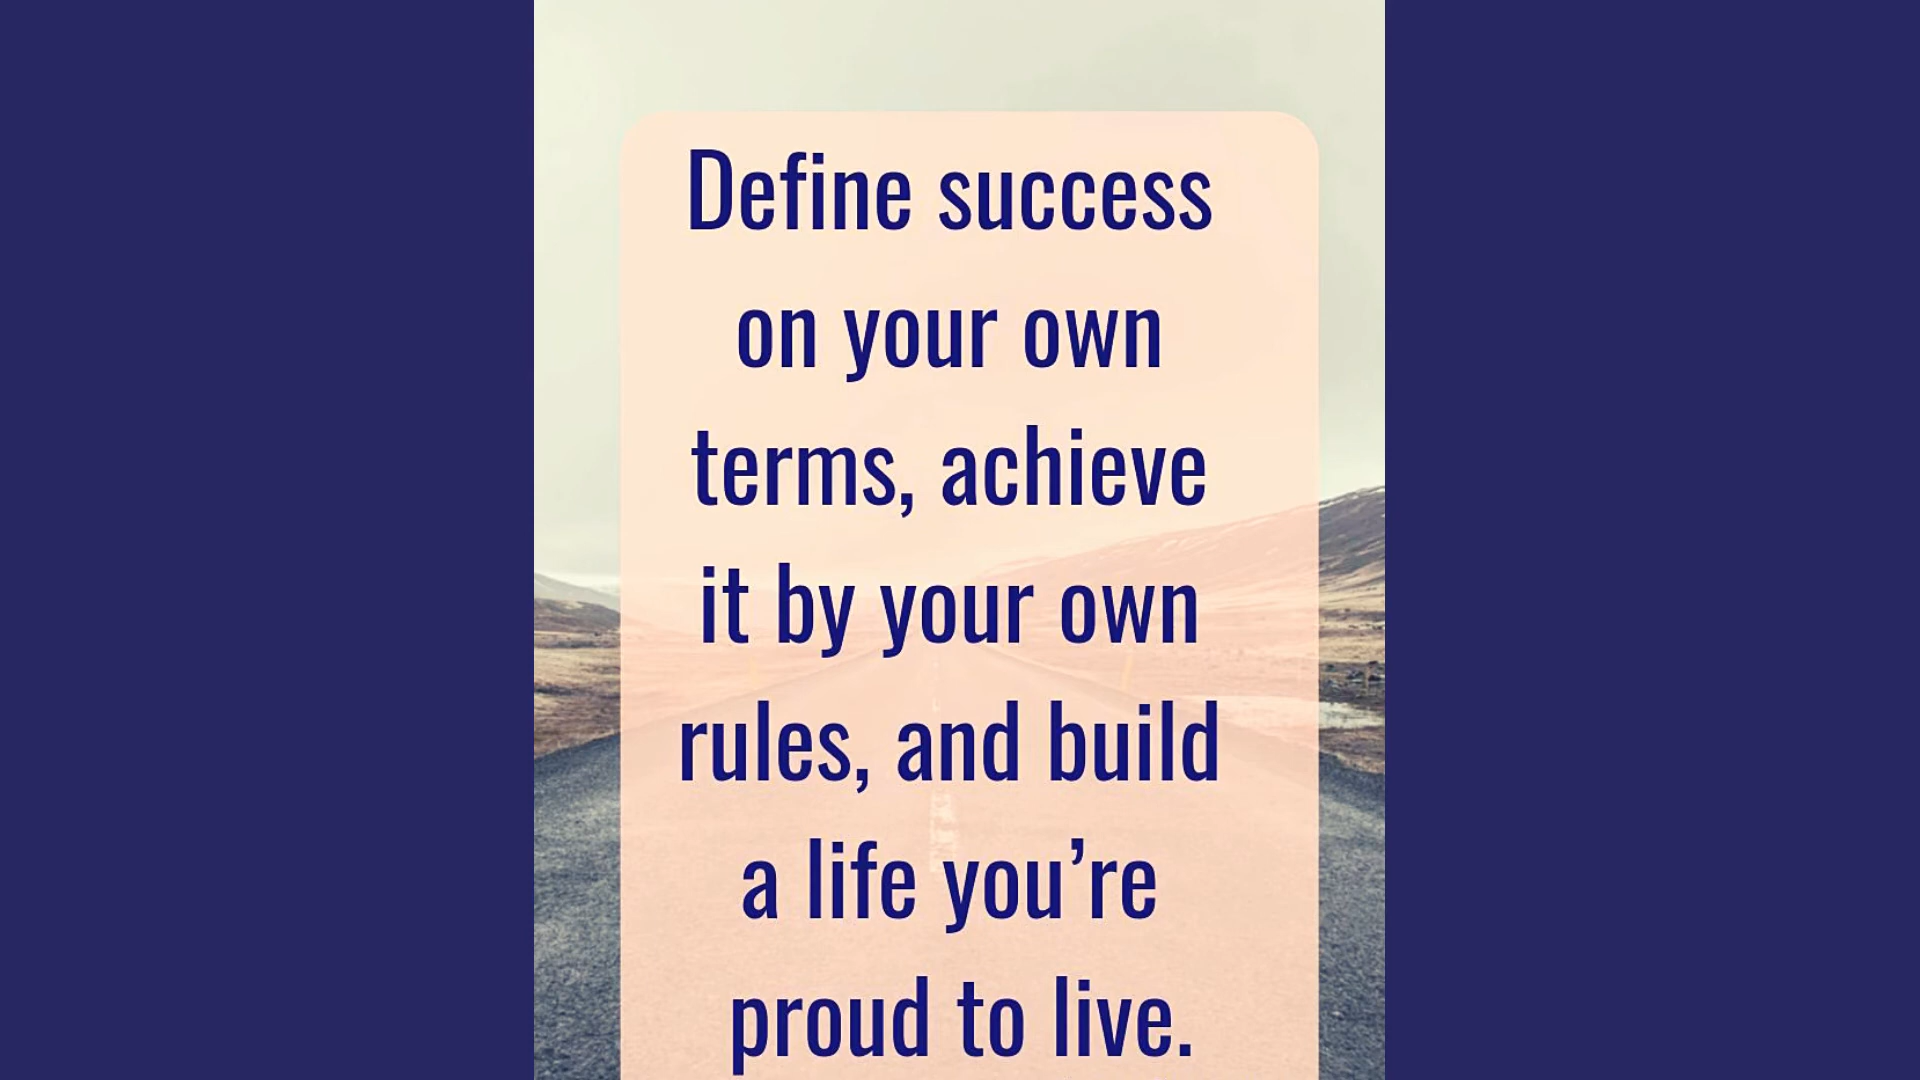 Define success
on your own
terms, achieve
it by your own
rules, and build
a life you’re
proud to live.